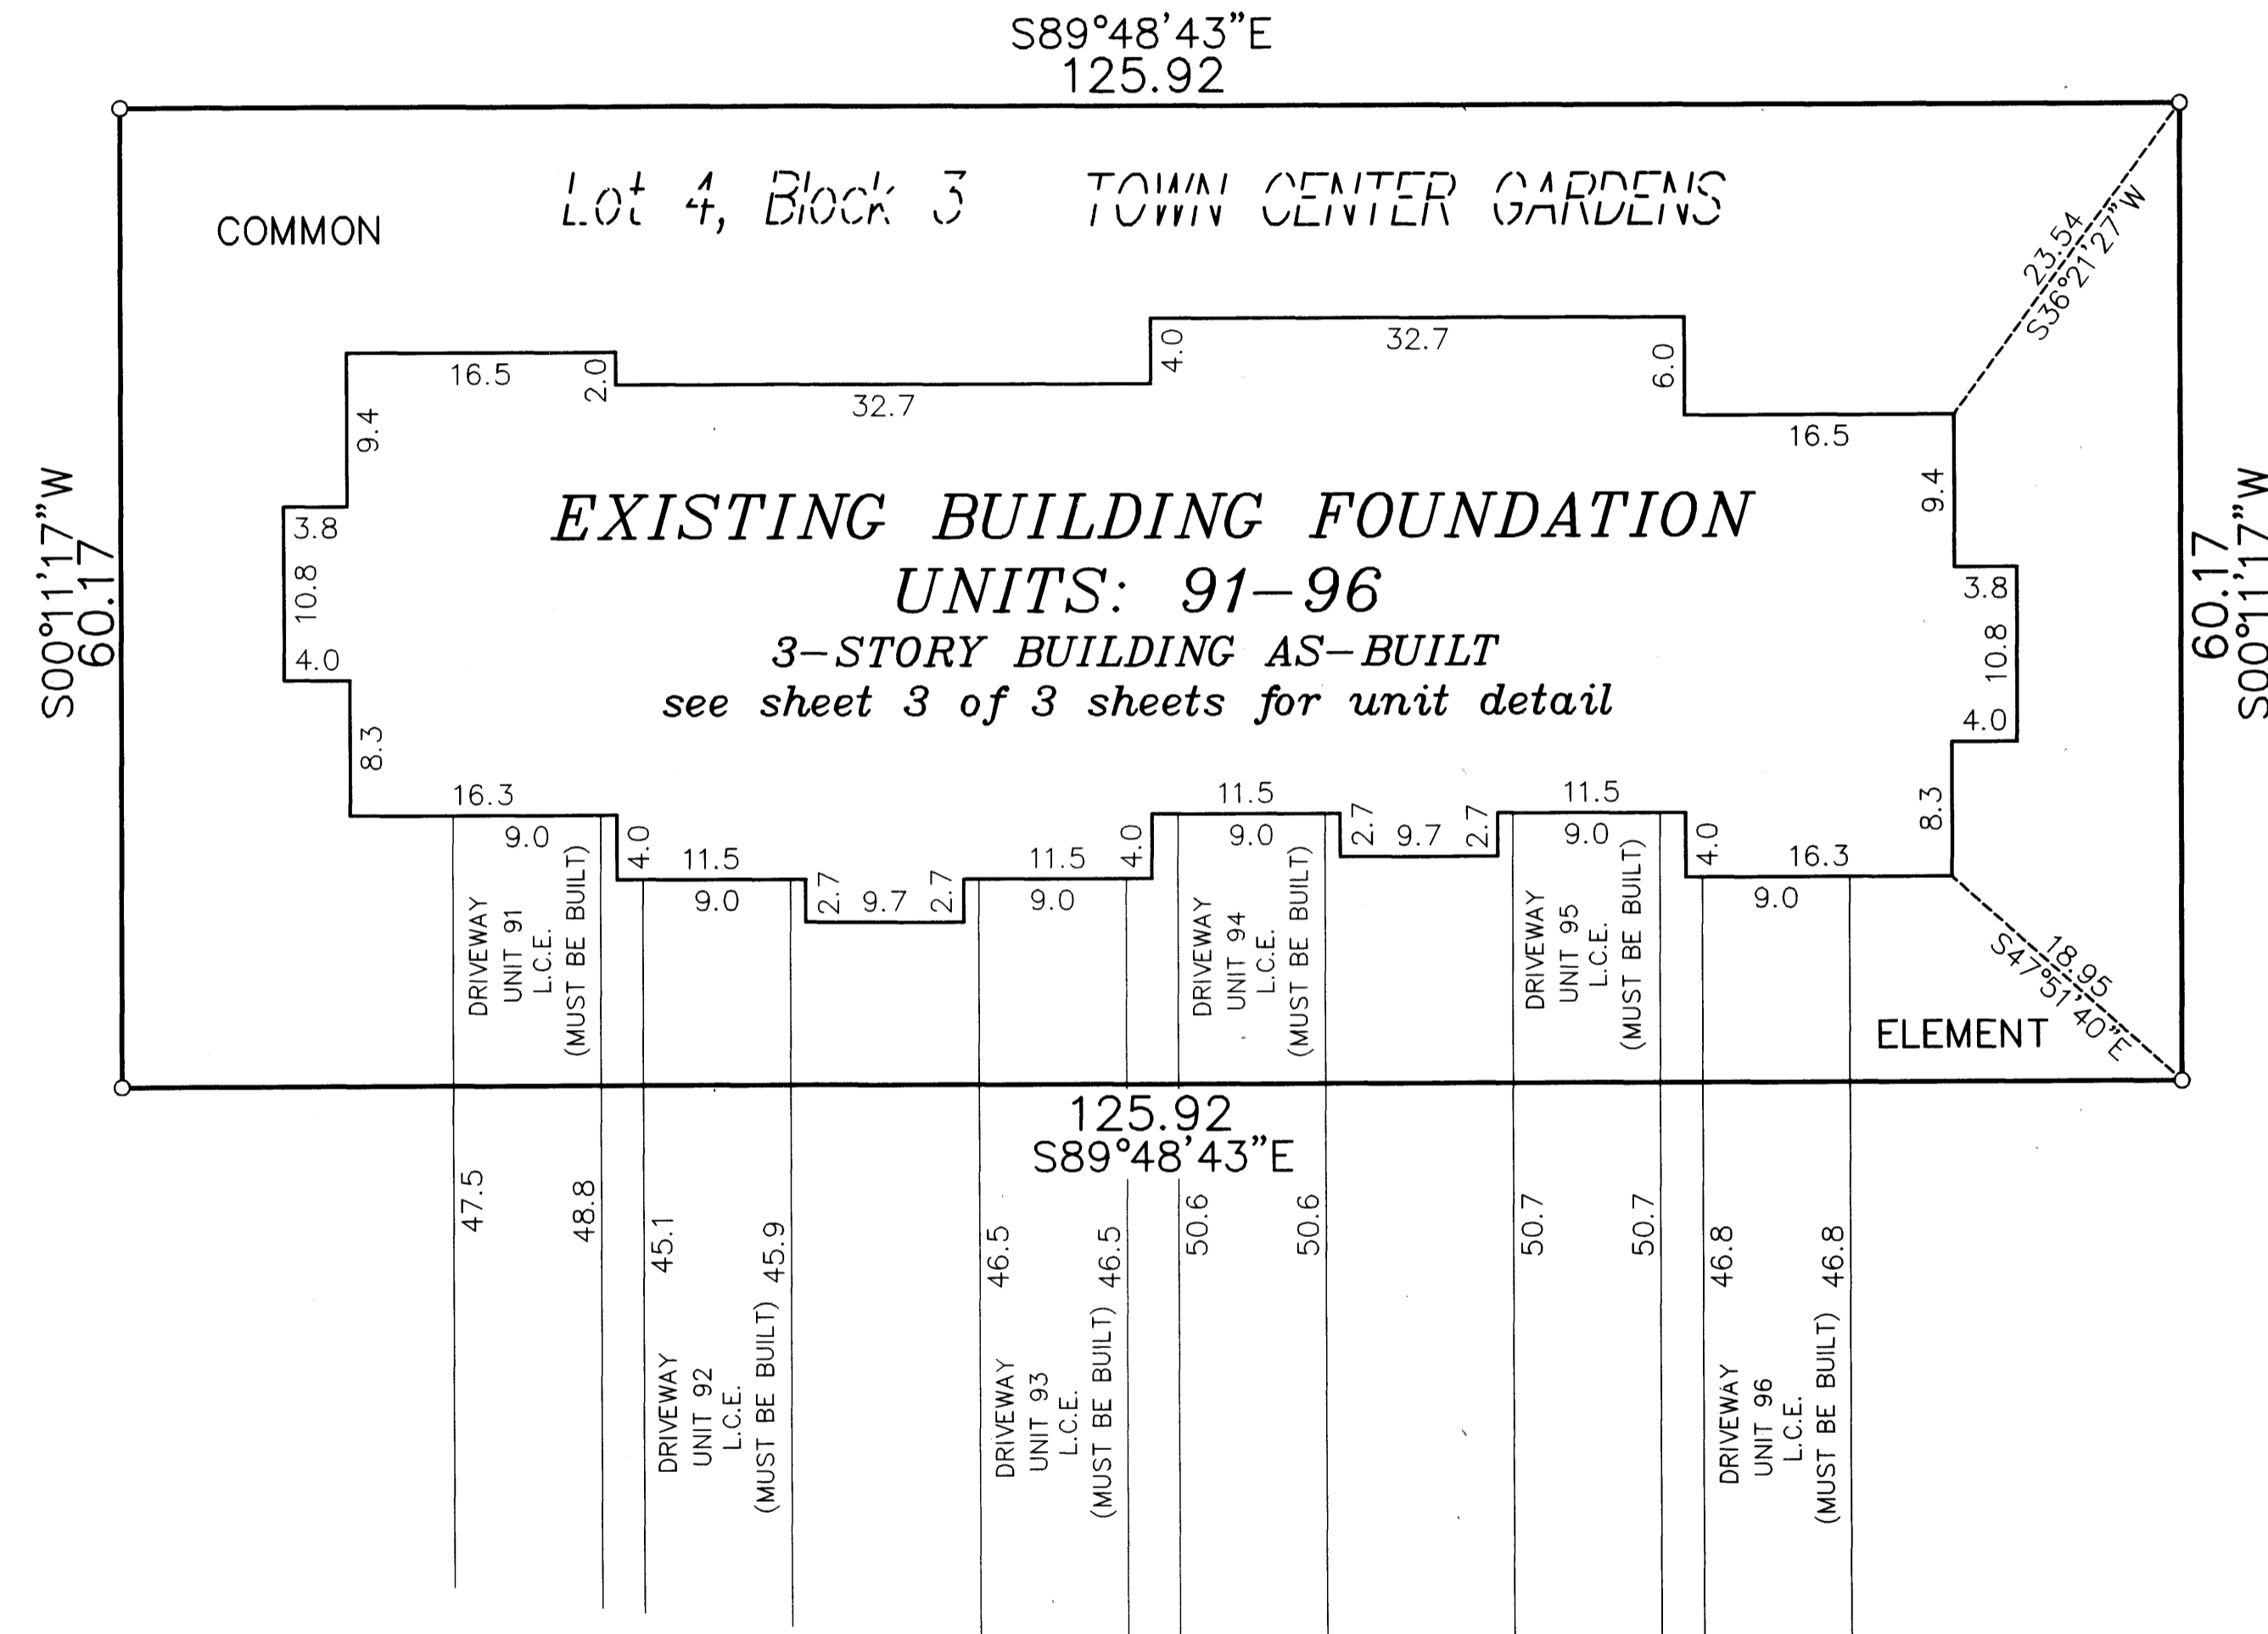 S89°48'43"E
125.92
Lot 4, Block 3 TOWN CENTER GARDENS
COMMON
23.54
S36°21'27"W
32.7
4.0
6.0
16.5
2.0
32.7
16.5
9.4
9.4
S00°11'17"W
60.17
60.17
S00°11'17"W
EXISTING BUILDING FOUNDATION
UNITS: 91-96
3-STORY BUILDING AS-BUILT
see sheet 3 of 3 sheets for unit detail
3.8
10.8
4.0
8.3
3.8
10.8
4.0
8.3
16.3
9.0
4.0
11.5
9.0
2.7
9.7
2.7
11.5
9.0
4.0
11.5
9.0
2.7
9.7
2.7
11.5
9.0
4.0
16.3
9.0
DRIVEWAY
UNIT 91
L.C.E.
(MUST BE BUILT)
DRIVEWAY
UNIT 94
L.C.E.
(MUST BE BUILT)
DRIVEWAY
UNIT 95
L.C.E.
(MUST BE BUILT)
18.95
S47°51'40"E
ELEMENT
125.92
S89°48'43"E
47.5
48.8
45.1
45.9
46.5
46.5
50.6
50.6
50.7
50.7
46.8
46.8
DRIVEWAY
UNIT 92
L.C.E.
(MUST BE BUILT)
DRIVEWAY
UNIT 93
L.C.E.
(MUST BE BUILT)
DRIVEWAY
UNIT 96
L.C.E.
(MUST BE BUILT)